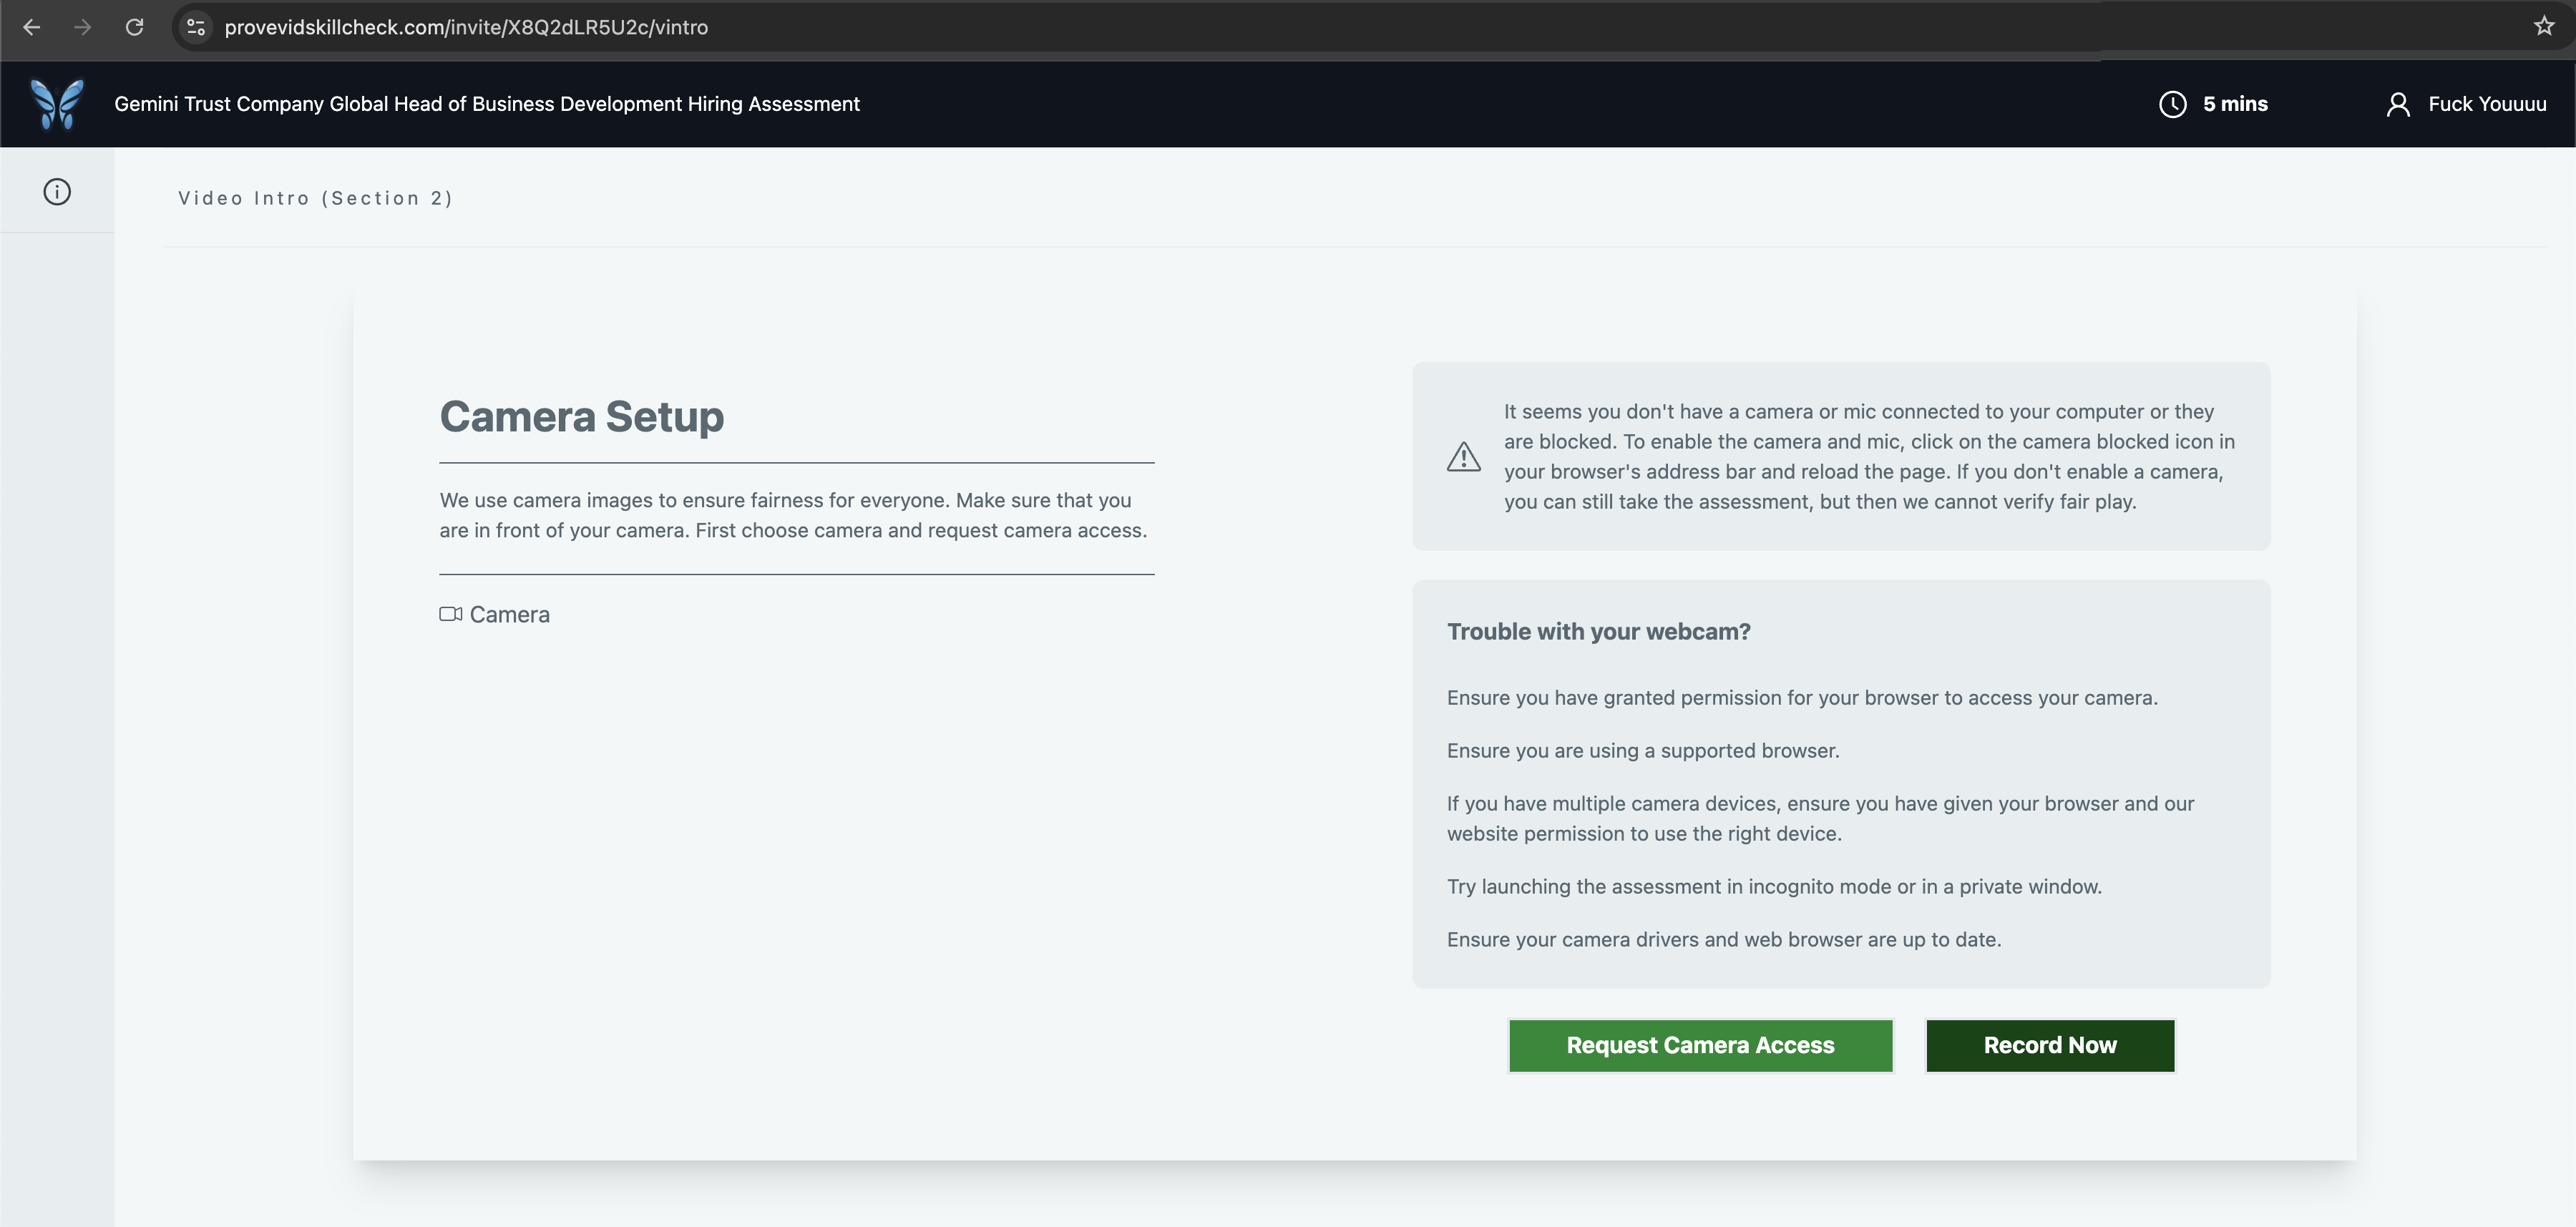 provevidskillcheck.com/invite/X8Q2dLR5U2c/vintro
Gemini Trust Company Global Head of Business Development Hiring Assessment
5 mins
Fuck Youuuu
Video Intro (Section 2)
Camera Setup
We use camera images to ensure fairness for everyone. Make sure that you
are in front of your camera. First choose camera and request camera access.
Camera
It seems you don't have a camera or mic connected to your computer or they
are blocked. To enable the camera and mic, click on the camera blocked icon in
your browser's address bar and reload the page. If you don't enable a camera,
you can still take the assessment, but then we cannot verify fair play.
Trouble with your webcam?
Ensure you have granted permission for your browser to access your camera.
Ensure you are using a supported browser.
If you have multiple camera devices, ensure you have given your browser and our
website permission to use the right device.
Try launching the assessment in incognito mode or in a private window.
Ensure your camera drivers and web browser are up to date.
Request Camera Access
Record Now